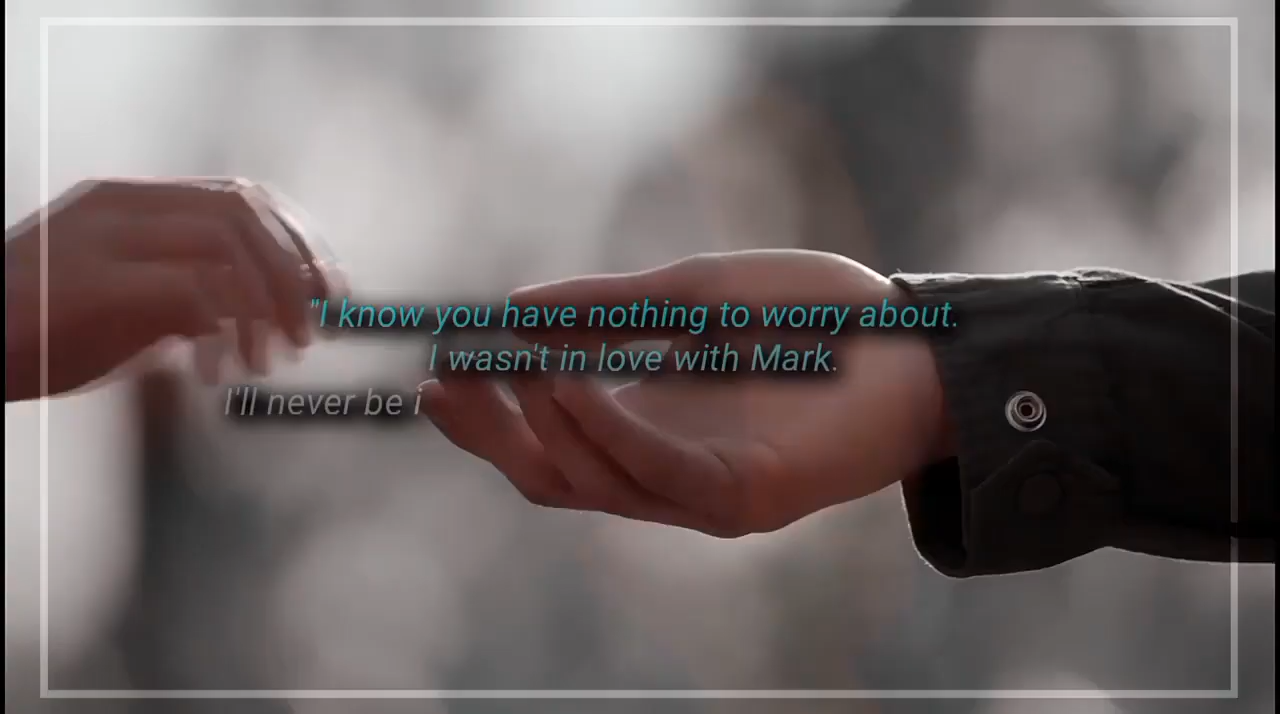 "I know you have nothing to worry about.
I wasn't in love with Mark.
I'll never be i